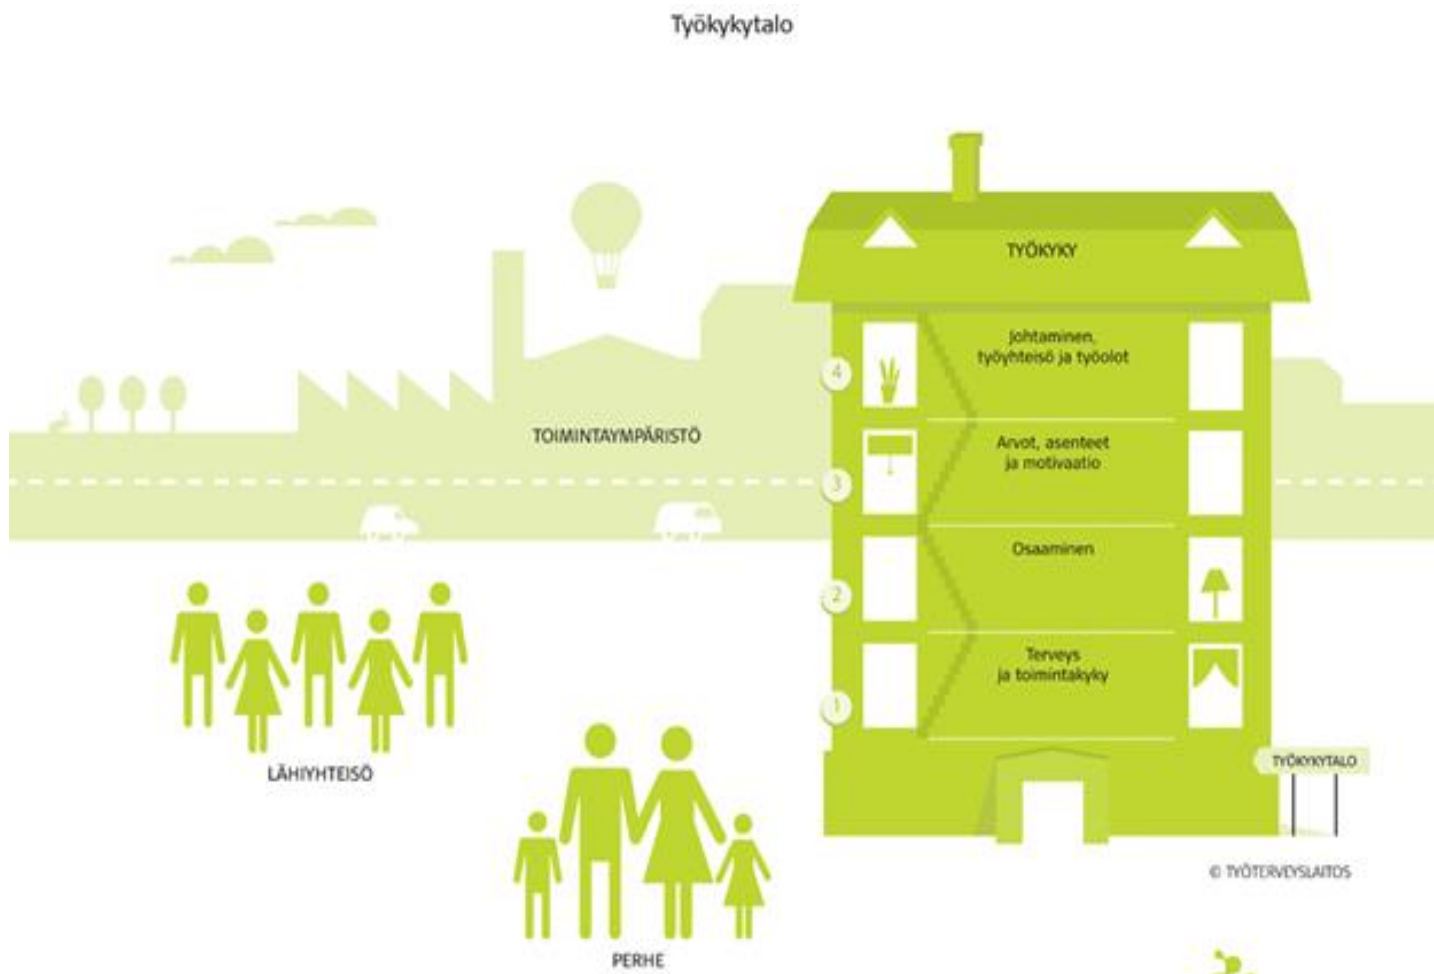 Työkykytalo
TYÖKYKY
Johtaminen,
työyhteisö ja työolot
4
Arvot, asenteet
ja motivaatio
3
Osaaminen
2
Terveys
ja toimintakyky
1
TOIMINTAYMPÄRISTÖ
LÄHIYHTEISÖ
PERHE
TYÖKYKYTALO
© TYÖTERVEYSLAITOS